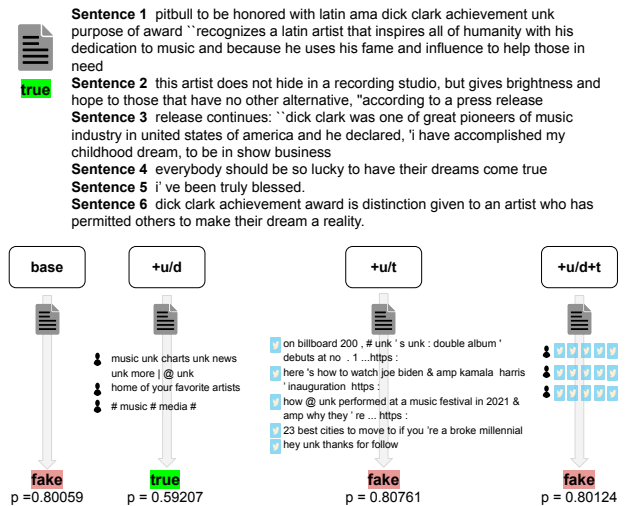 Sentence 1 pitbull to be honored with latin ama dick clark achievement unk
purpose of award ``recognizes a latin artist that inspires all of humanity with his
dedication to music and because he uses his fame and influence to help those in
need
true
Sentence 2 this artist does not hide in a recording studio, but gives brightness and
hope to those that have no other alternative, "according to a press release
Sentence 3 release continues: ``dick clark was one of great pioneers of music
industry in united states of america and he declared, 'i have accomplished my
childhood dream, to be in show business
Sentence 4 everybody should be so lucky to have their dreams come true
Sentence 5 i' ve been truly blessed.
Sentence 6 dick clark achievement award is distinction given to an artist who has
permitted others to make their dream a reality.
base
+u/d
+u/t
+u/d+t
music unk charts unk news
unk more | @ unk
home of your favorite artists
# music # media #
on billboard 200 , # unk ' s unk : double album '
debuts at no . 1 ...https :
here 's how to watch joe biden & amp kamala harris
' inauguration https :
how @ unk performed at a music festival in 2021 &
amp why they ' re ... https :
23 best cities to move to if you 're a broke millennial
hey unk thanks for follow
fake
p =0.80059
true
p = 0.59207
fake
p = 0.80761
fake
p = 0.80124